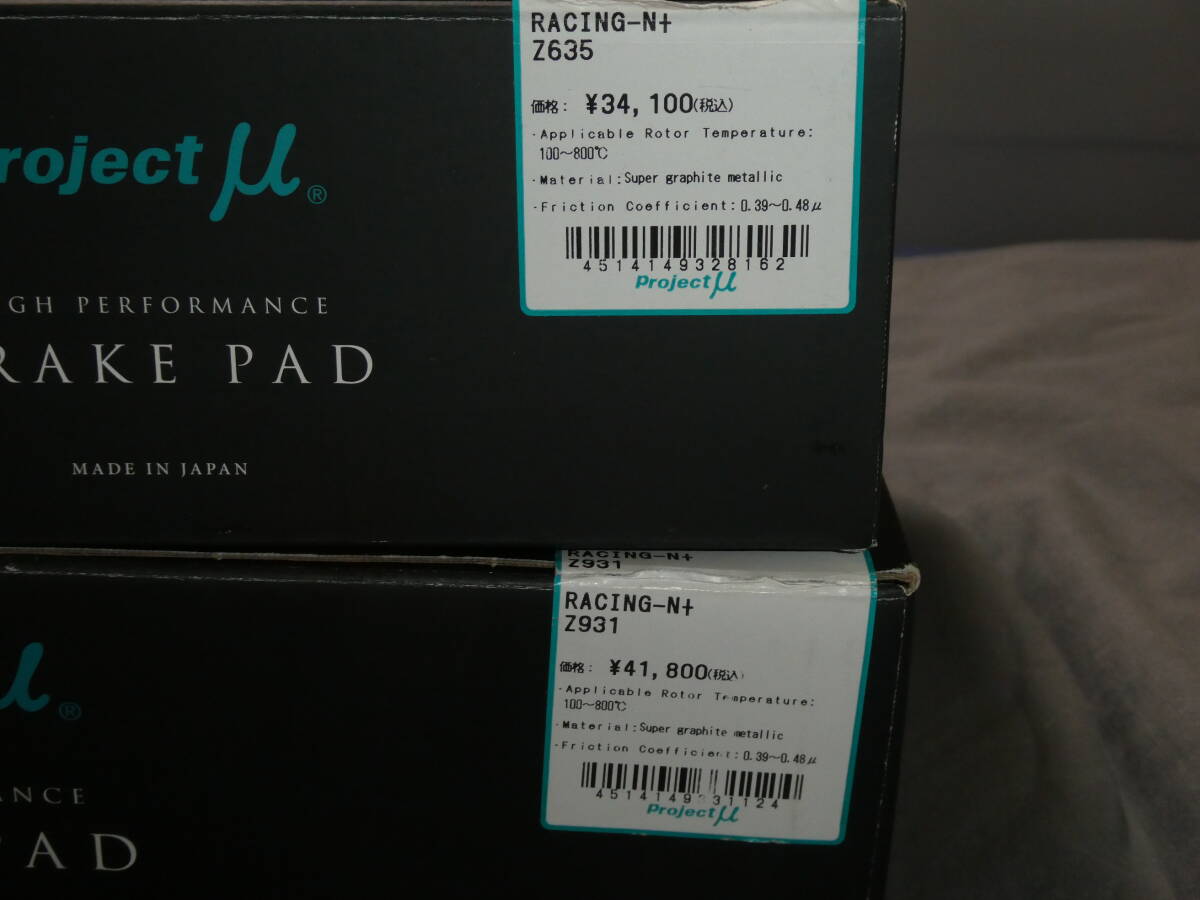 roject μ®
GH PERFORMANCE
RAKE PAD
MADE IN JAPAN
RACING-N+
Z635
価格: ¥34,100(税込)
·Applicable Rotor Temperature:
100~800℃
·Material:Super graphite metallic
·Friction Coefficient:0.39~0.48μ
4514149328162
Project μ
RACING-N+
Z931
RACING-N+
Z931
価格: ¥41,800(税込)
·Applicable Rotor Temperature:
100~800℃
·Material:Super graphite metallic
·Friction Coefficient:0.39~0.48μ
4514149331124
Project μ
μ®
ANCE
PAD